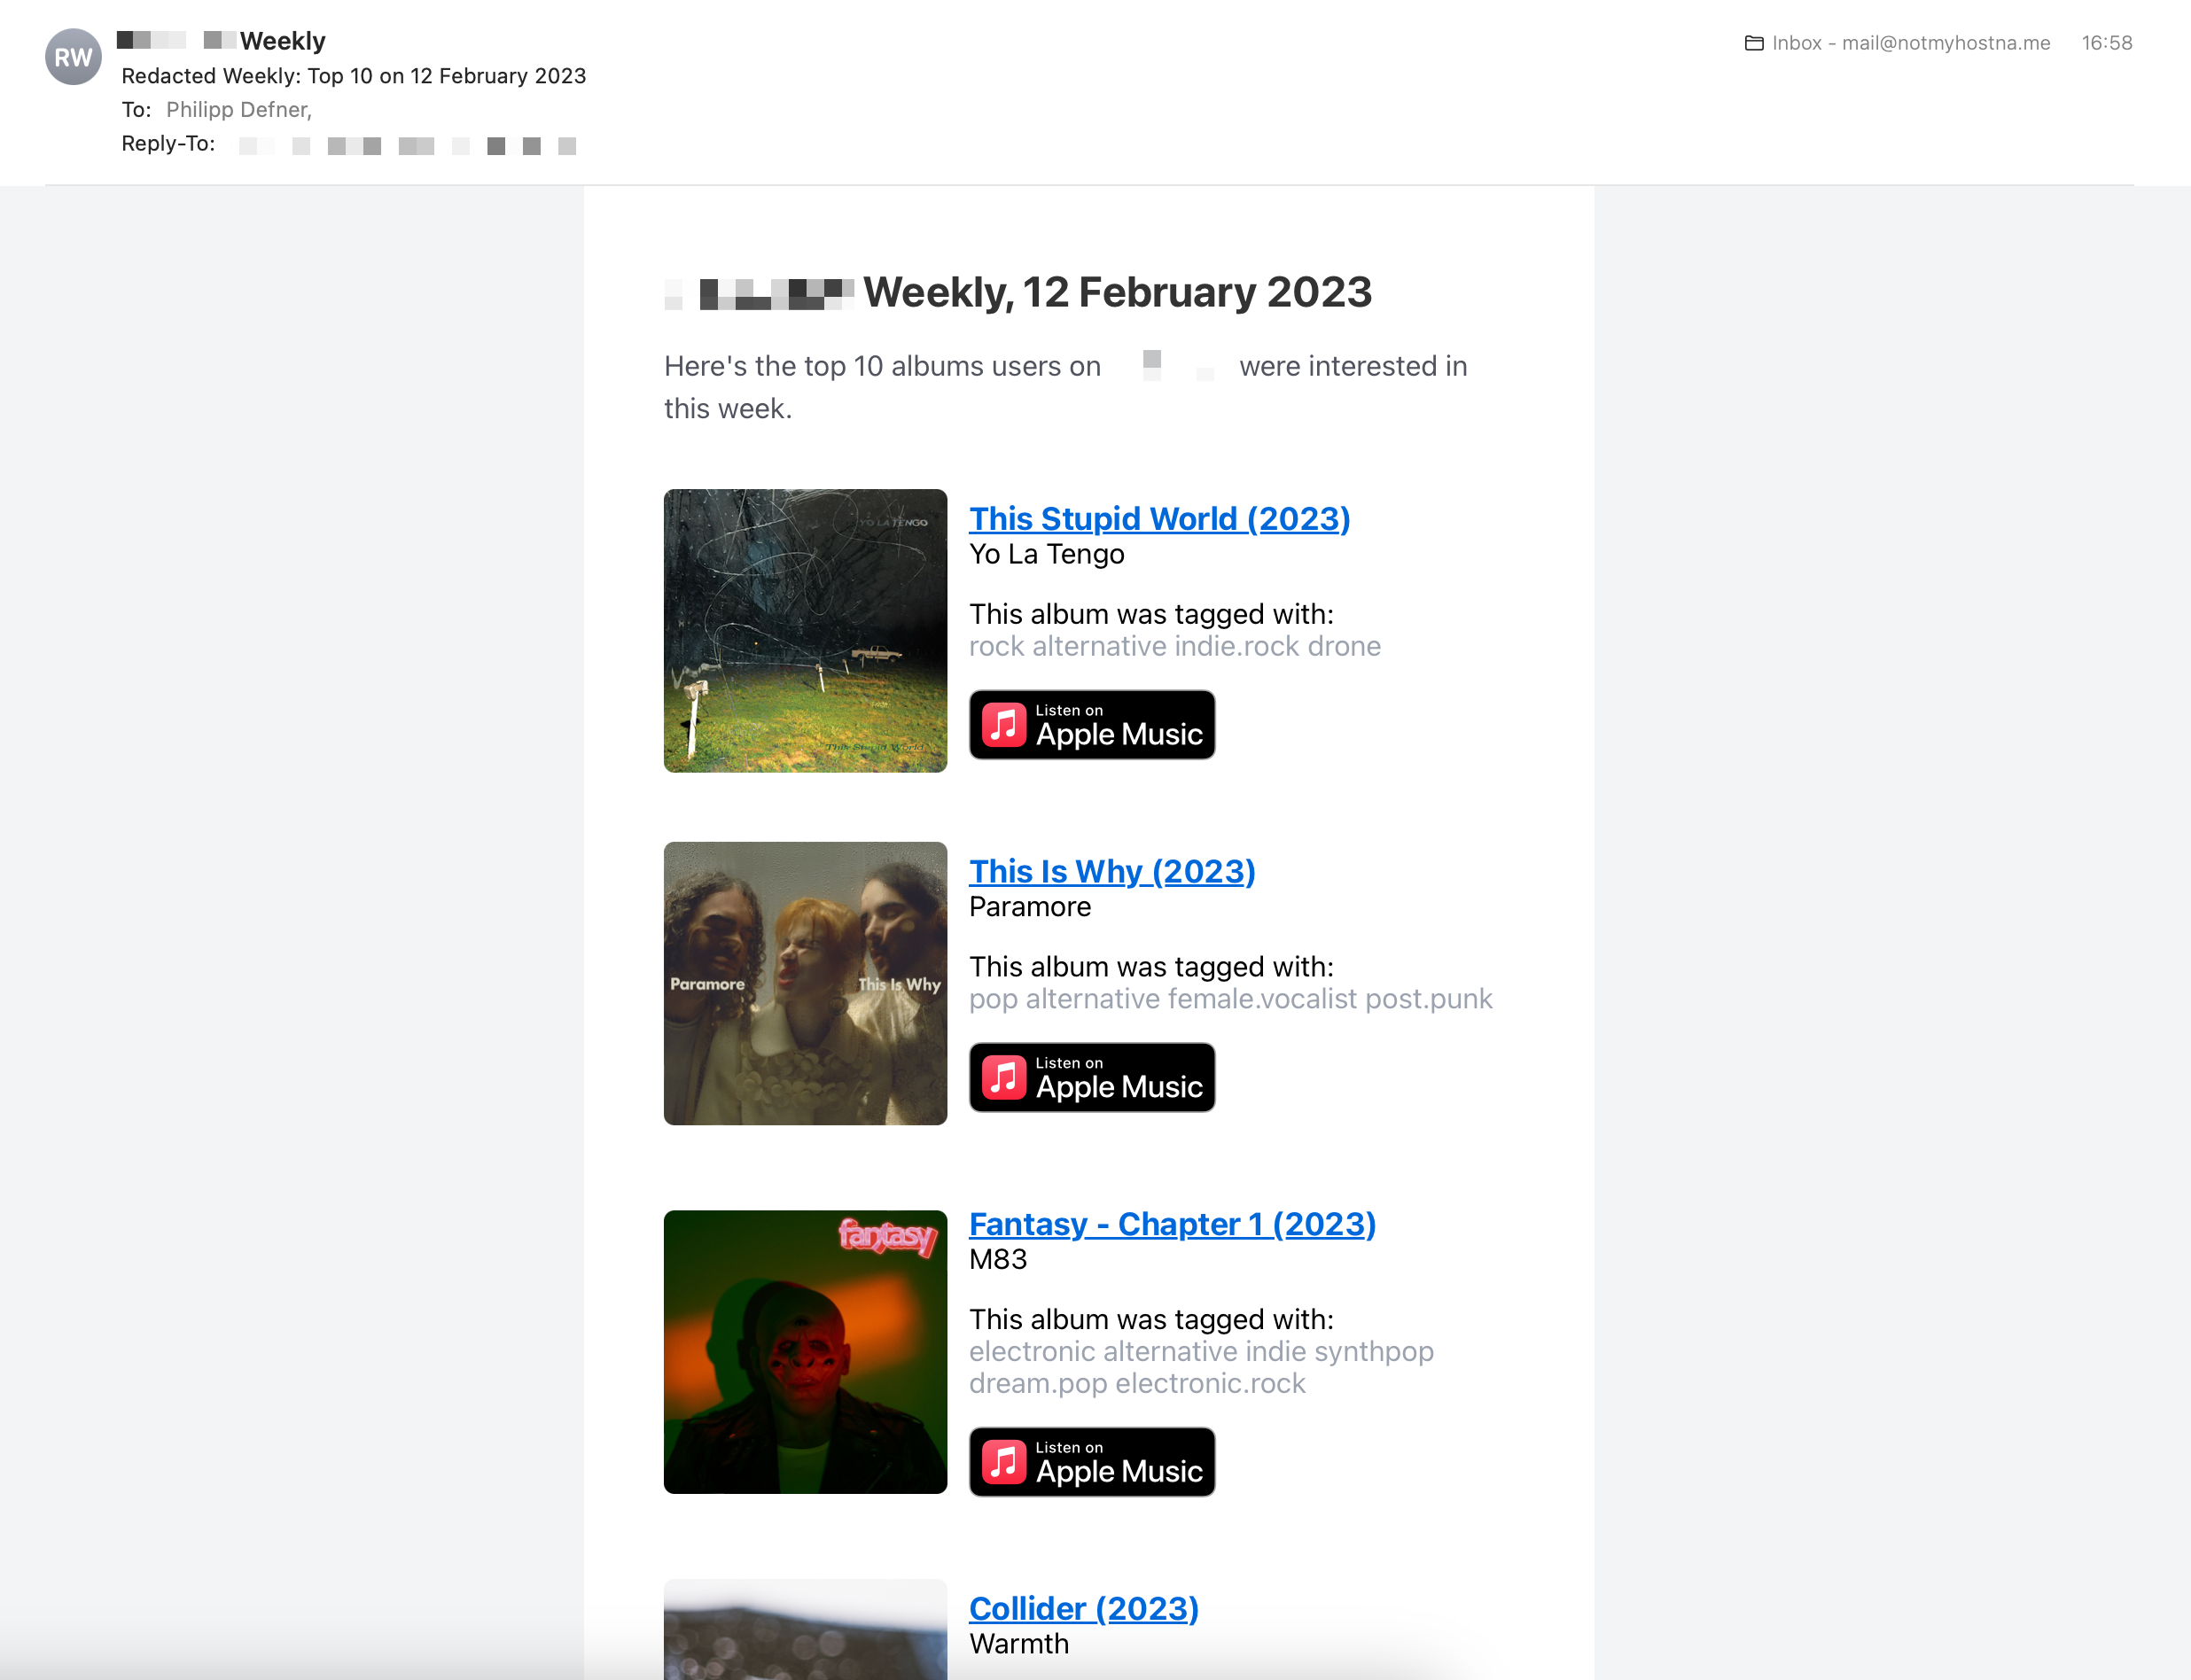 RW
Weekly
Inbox - mail@notmyhostna.me 16:58
Redacted Weekly: Top 10 on 12 February 2023
To: Philipp Defner,
Reply-To:
Weekly, 12 February 2023
Here's the top 10 albums users on were interested in
this week.
YO LA TENGO
This Stupid World
This Stupid World (2023)
Yo La Tengo
This album was tagged with:
rock alternative indie.rock drone
Listen on
Apple Music
Paramore This Is Why
This Is Why (2023)
Paramore
This album was tagged with:
pop alternative female.vocalist post.punk
Listen on
Apple Music
fantasy
Fantasy - Chapter 1 (2023)
M83
This album was tagged with:
electronic alternative indie synthpop
dream.pop electronic.rock
Listen on
Apple Music
Collider (2023)
Warmth